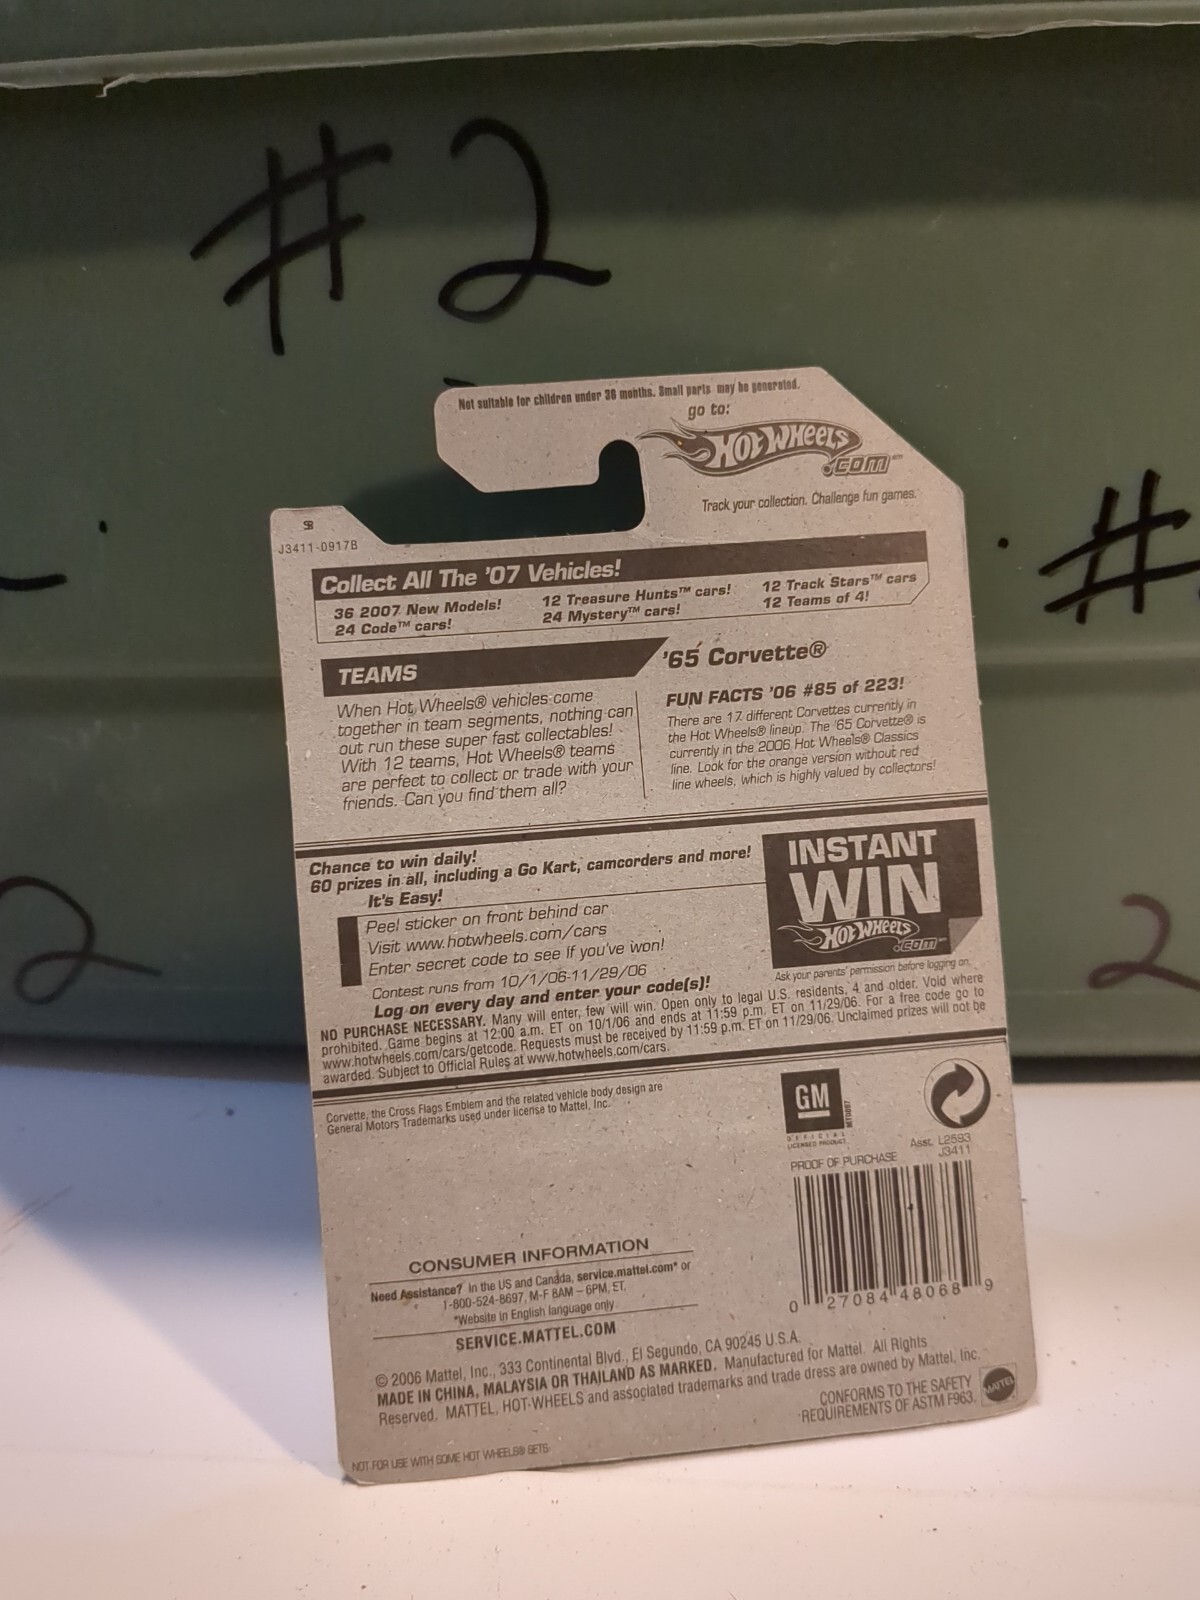 #2
#
2
2
Not suitable for children under 36 months. Small parts may be generated.
go to:
HOT WHEELS
.COM
Track your collection. Challenge fun games.
SB
J3411-0917B
Collect All The '07 Vehicles!
36 2007 New Models!
24 Code™ cars!
12 Treasure Hunts™ cars!
24 Mystery™ cars!
12 Track Stars™ cars
12 Teams of 4!
TEAMS
When Hot Wheels® vehicles come
together in team segments, nothing can
out run these super fast collectables!
With 12 teams, Hot Wheels® teams
are perfect to collect or trade with your
friends. Can you find them all?
'65 Corvette®
FUN FACTS '06 #85 of 223!
There are 17 different Corvettes currently in
the Hot Wheels® lineup. The '65 Corvette® is
currently in the 2006 Hot Wheels® Classics
line. Look for the orange version without red
line wheels, which is highly valued by collectors!
Chance to win daily!
60 prizes in all, including a Go Kart, camcorders and more!
It's Easy!
Peel sticker on front behind car
Visit www.hotwheels.com/cars
Enter secret code to see if you've won!
Contest runs from 10/1/06-11/29/06
Log on every day and enter your code(s)!
INSTANT
WIN
HOT WHEELS
.COM
Ask your parents' permission before logging on.
NO PURCHASE NECESSARY. Many will enter, few will win. Open only to legal U.S. residents, 4 and older. Void where
prohibited. Game begins at 12:00 a.m. ET on 10/1/06 and ends at 11:59 p.m. ET on 11/29/06. For a free code go to
www.hotwheels.com/cars/getcode. Requests must be received by 11:59 p.m. ET on 11/29/06. Unclaimed prizes will not be
awarded. Subject to Official Rules at www.hotwheels.com/cars.
Corvette, the Cross Flags Emblem and the related vehicle body design are
General Motors Trademarks used under license to Mattel, Inc.
GM
OFFICIAL
LICENSED PRODUCT
Asst. L2593
J3411
PROOF OF PURCHASE
0 27084 48068 9
CONSUMER INFORMATION
Need Assistance? In the US and Canada, service.mattel.com* or
1-800-524-8697, M-F 8AM – 6PM, ET.
*Website in English language only
SERVICE.MATTEL.COM
© 2006 Mattel, Inc., 333 Continental Blvd., El Segundo, CA 90245 U.S.A.
MADE IN CHINA, MALAYSIA OR THAILAND AS MARKED. Manufactured for Mattel. All Rights
Reserved. MATTEL, HOT WHEELS and associated trademarks and trade dress are owned by Mattel, Inc.
CONFORMS TO THE SAFETY
REQUIREMENTS OF ASTM F963.
MATTEL
NOT FOR USE WITH SOME HOT WHEELS® SETS.